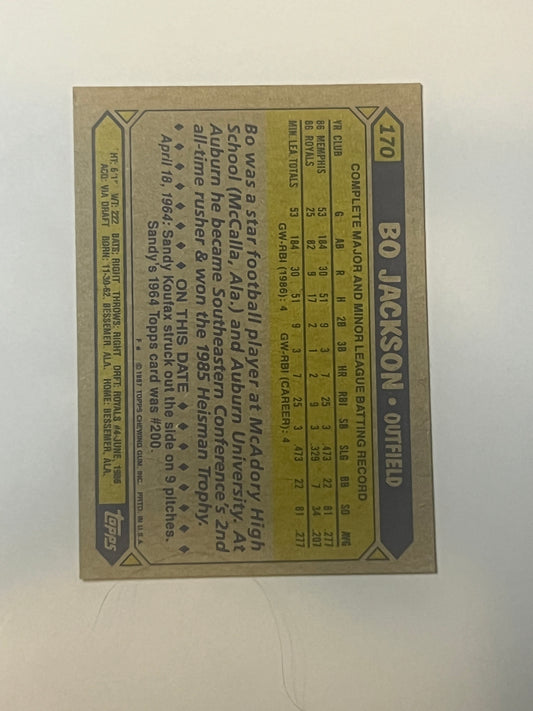 170 BO JACKSON • OUTFIELD
COMPLETE MAJOR AND MINOR LEAGUE BATTING RECORD
YR CLUB G AB R H 2B 3B HR RBI SB SLG BB SO AVG
86 MEMPHIS 53 184 30 51 9 3 7 25 3 .473 22 81 .277
86 ROYALS 25 82 9 17 2 1 2 9 3 .329 7 34 .207
MIN LEA TOTALS 53 184 30 51 9 3 7 25 3 .473 22 81 .277
GW-RBI (1986): 4 GW-RBI (CAREER): 4
Bo was a star football player at McAdory High
School (McCalla, Ala.) and Auburn University. At
Auburn he became Southeastern Conference's 2nd
all-time rusher & won the 1985 Heisman Trophy.
♦ ♦ ♦ ♦ ♦ ♦ ♦ ♦ ON THIS DATE ♦ ♦ ♦ ♦ ♦ ♦ ♦ ♦
April 18, 1964: Sandy Koufax struck out the side on 9 pitches.
Sandy's 1964 Topps card was #200.
© 1987 TOPPS CHEWING GUM, INC. PRTD. IN U.S.A.
HT: 6'1" WT: 222 BATS: RIGHT THROWS: RIGHT DRFT: ROYALS #4-JUNE, 1986
ACQ: VIA DRAFT BORN: 11-30-62, BESSEMER, ALA. HOME: BESSEMER, ALA.
topps